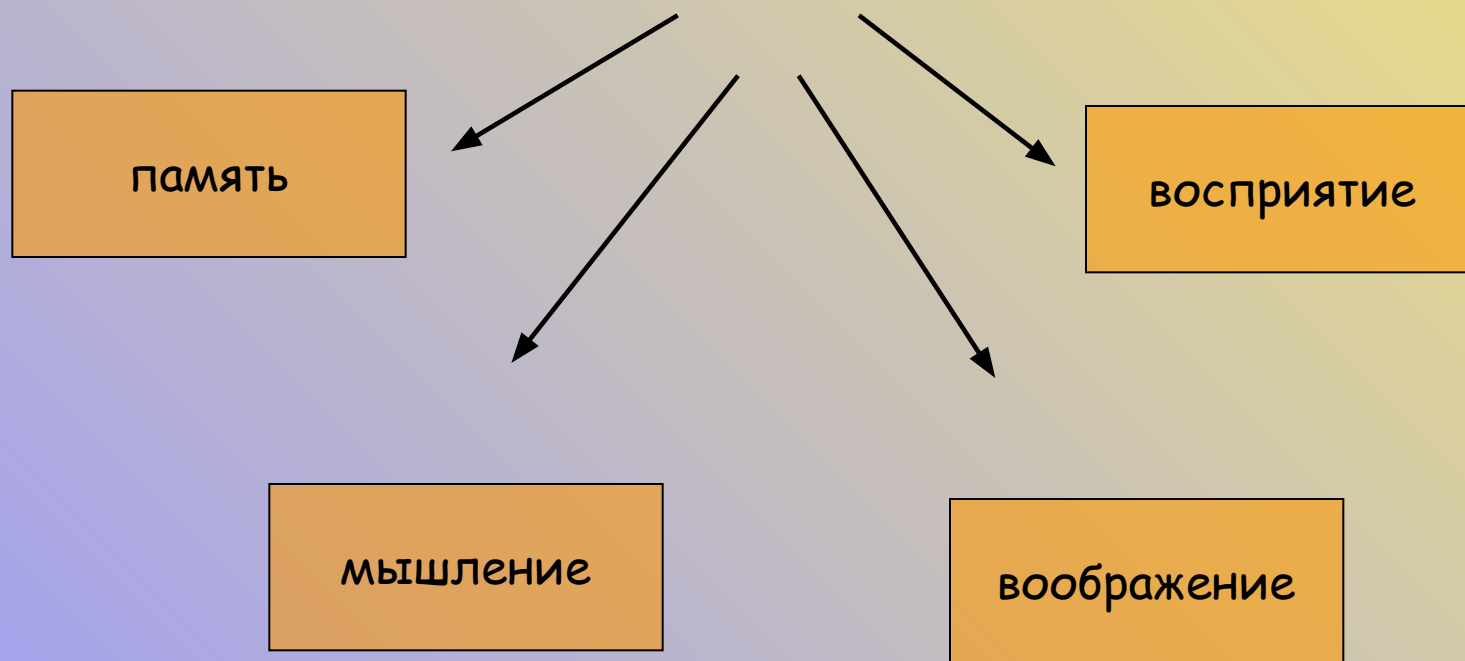 память
восприятие
мышление
воображение